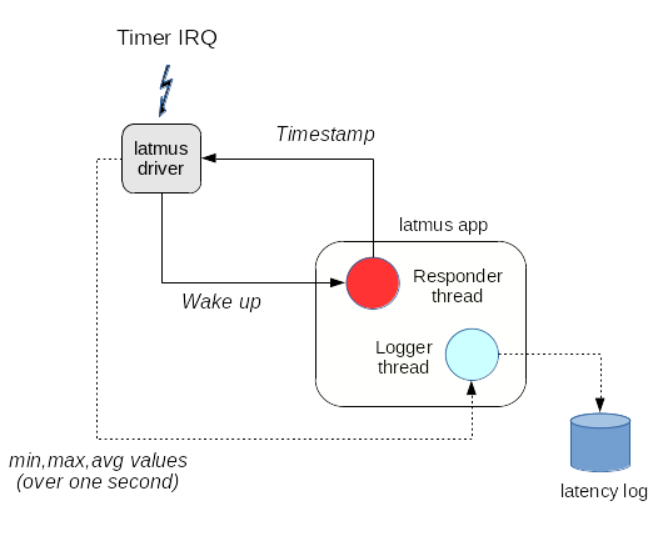 Timer IRQ
latmus
driver
Timestamp
latmus app
Responder
thread
Wake up
Logger
thread
min,max,avg values
(over one second)
latency log